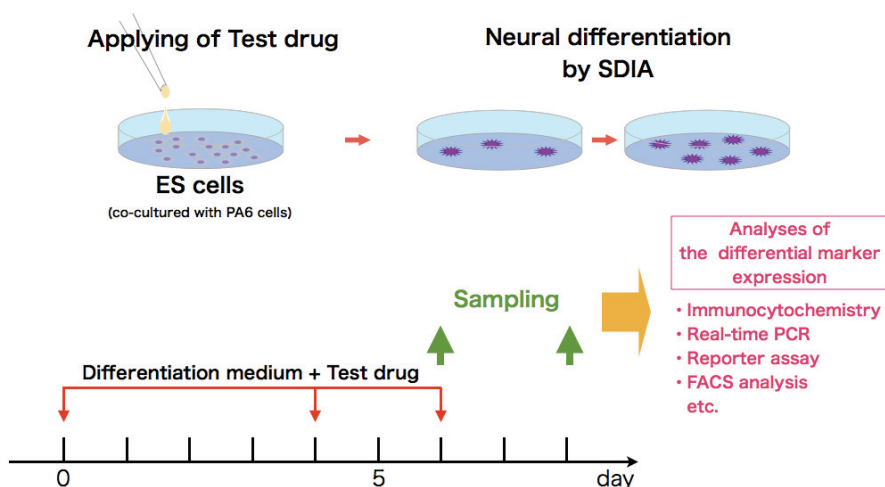 Applying of Test drug
Neural differentiation
by SDIA
ES cells
(co-cultured with PA6 cells)
Analyses of
the differential marker
expression
Sampling
・Immunocytochemistry
・Real-time PCR
・Reporter assay
・FACS analysis
etc.
Differentiation medium + Test drug
0
5
day